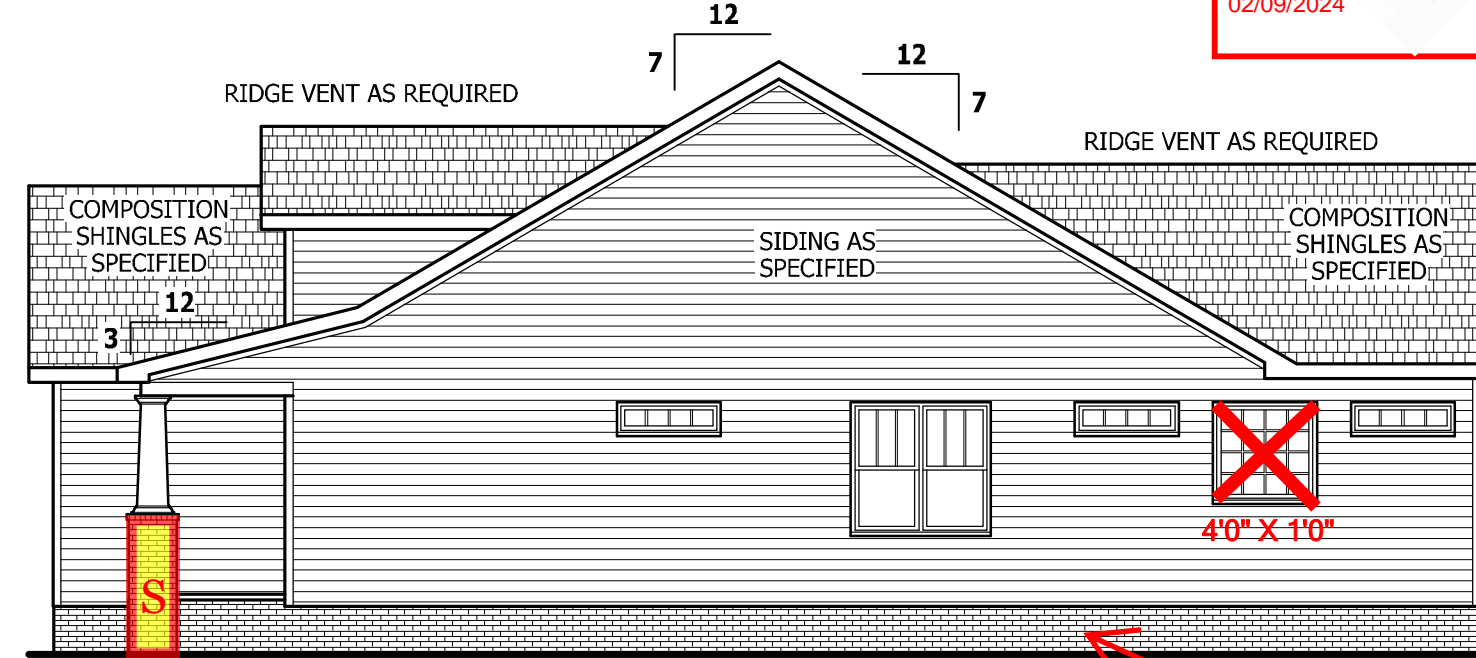 02/09/2024
12
7
12
7
RIDGE VENT AS REQUIRED
RIDGE VENT AS REQUIRED
COMPOSITION
SHINGLES AS
SPECIFIED
SIDING AS
SPECIFIED
COMPOSITION
SHINGLES AS
SPECIFIED
12
3
4'0" X 1'0"
S